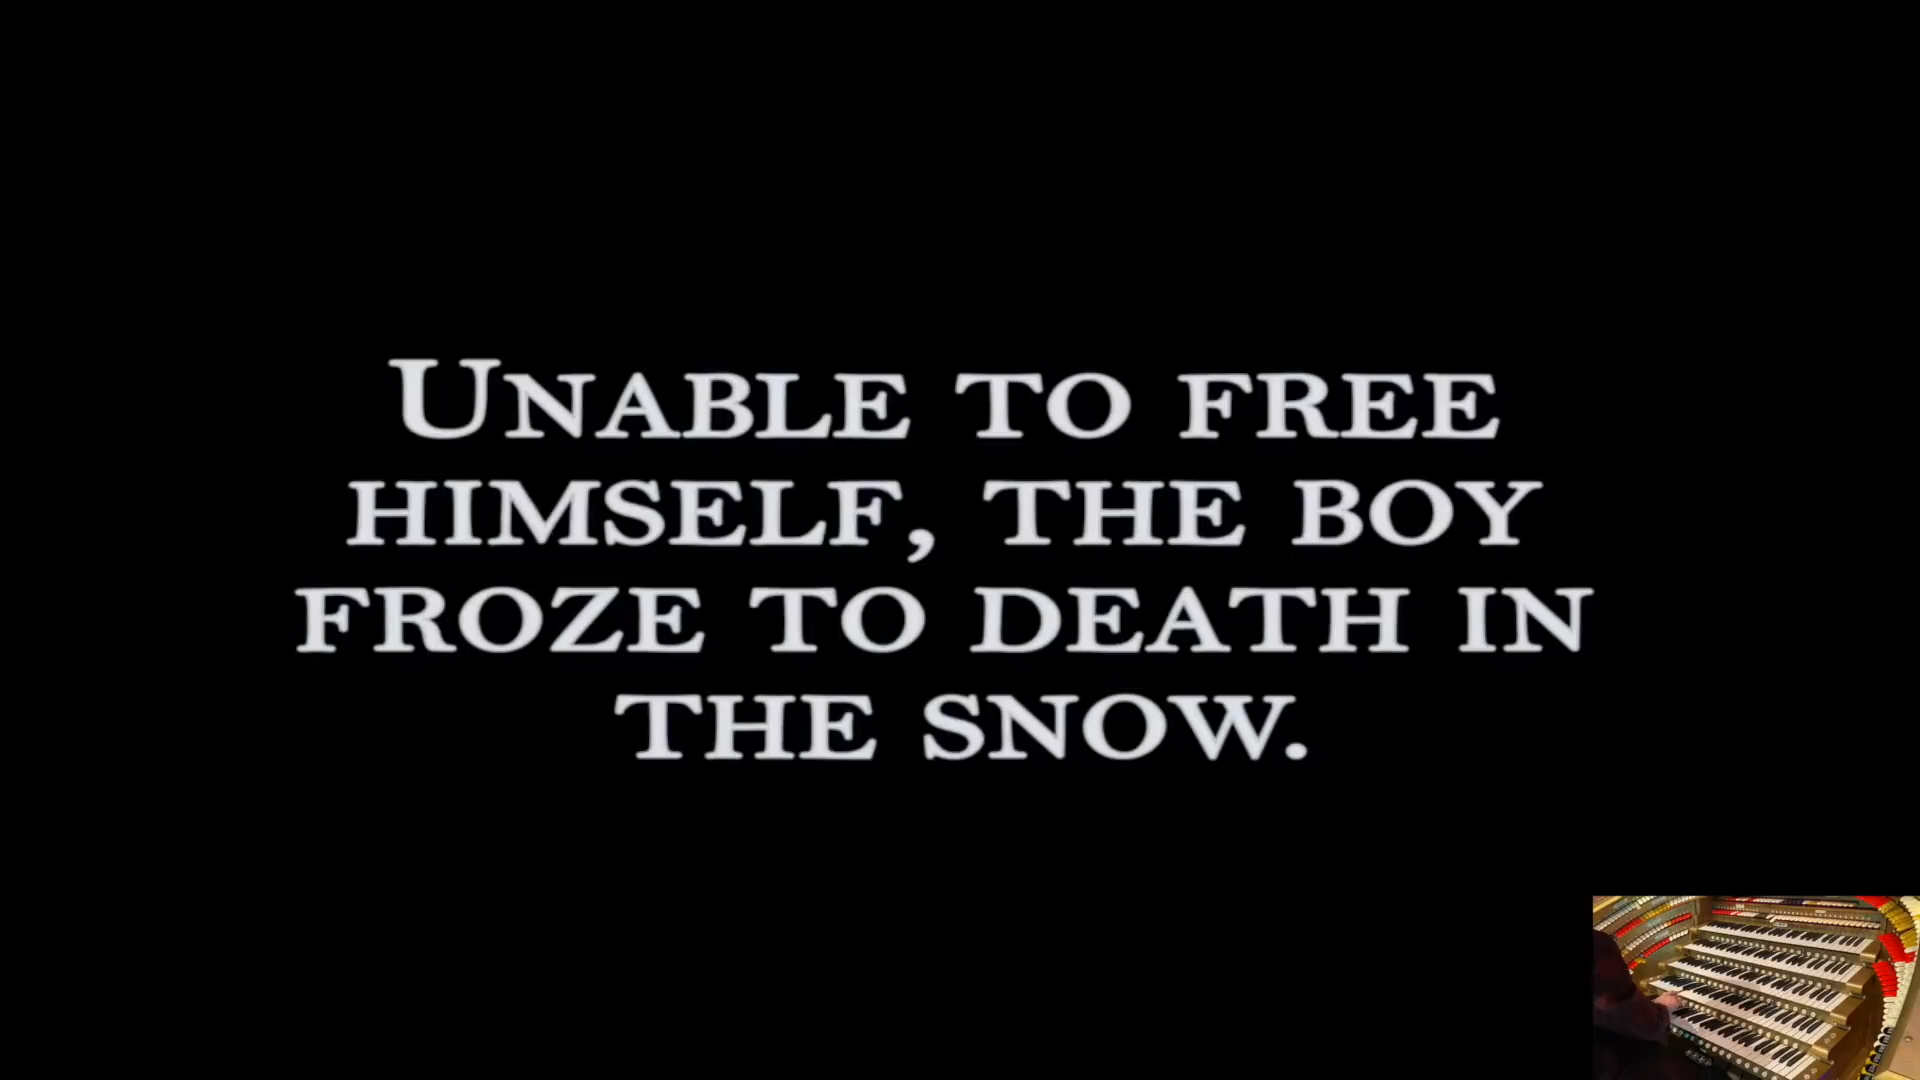 Unable to free
himself, the boy
froze to death in
the snow.